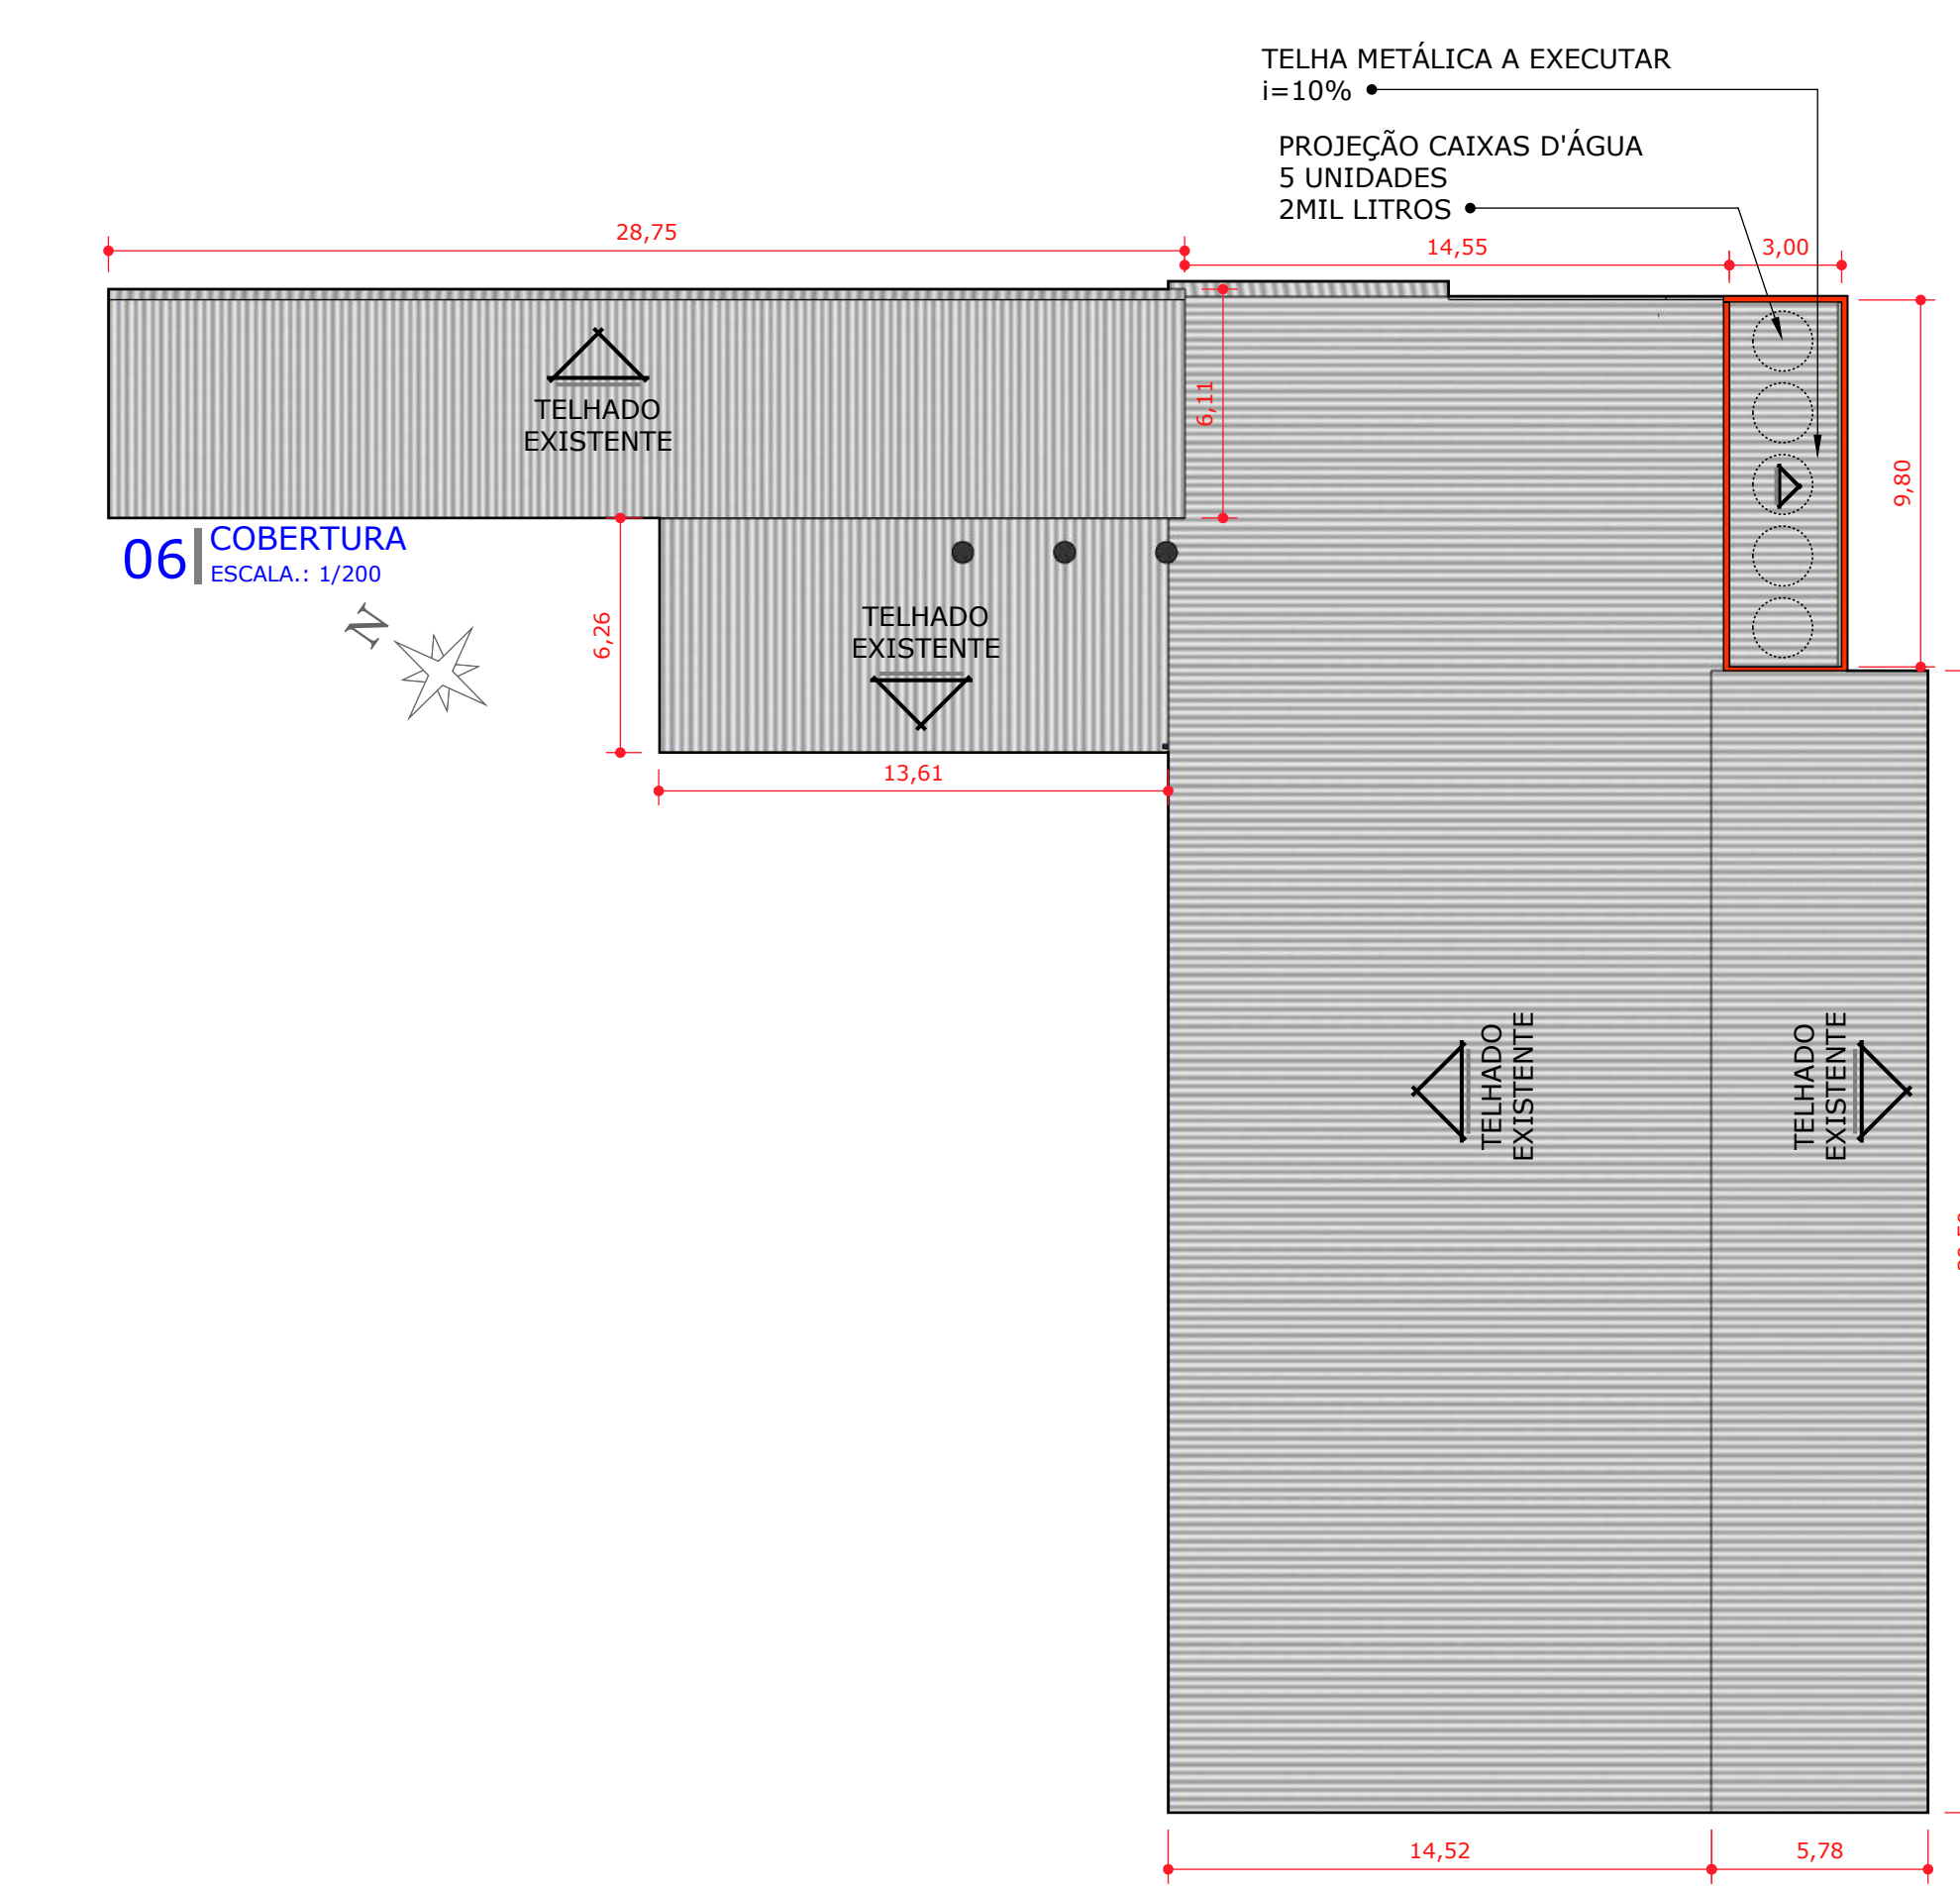 TELHA METÁLICA A EXECUTAR
i=10%
PROJEÇÃO CAIXAS D'ÁGUA
5 UNIDADES
2MIL LITROS
28,75
14,55
3,00
TELHADO
EXISTENTE
6,11
9,80
06
COBERTURA
ESCALA.: 1/200
N
6,26
TELHADO
EXISTENTE
13,61
TELHADO
EXISTENTE
TELHADO
EXISTENTE
14,52
5,78